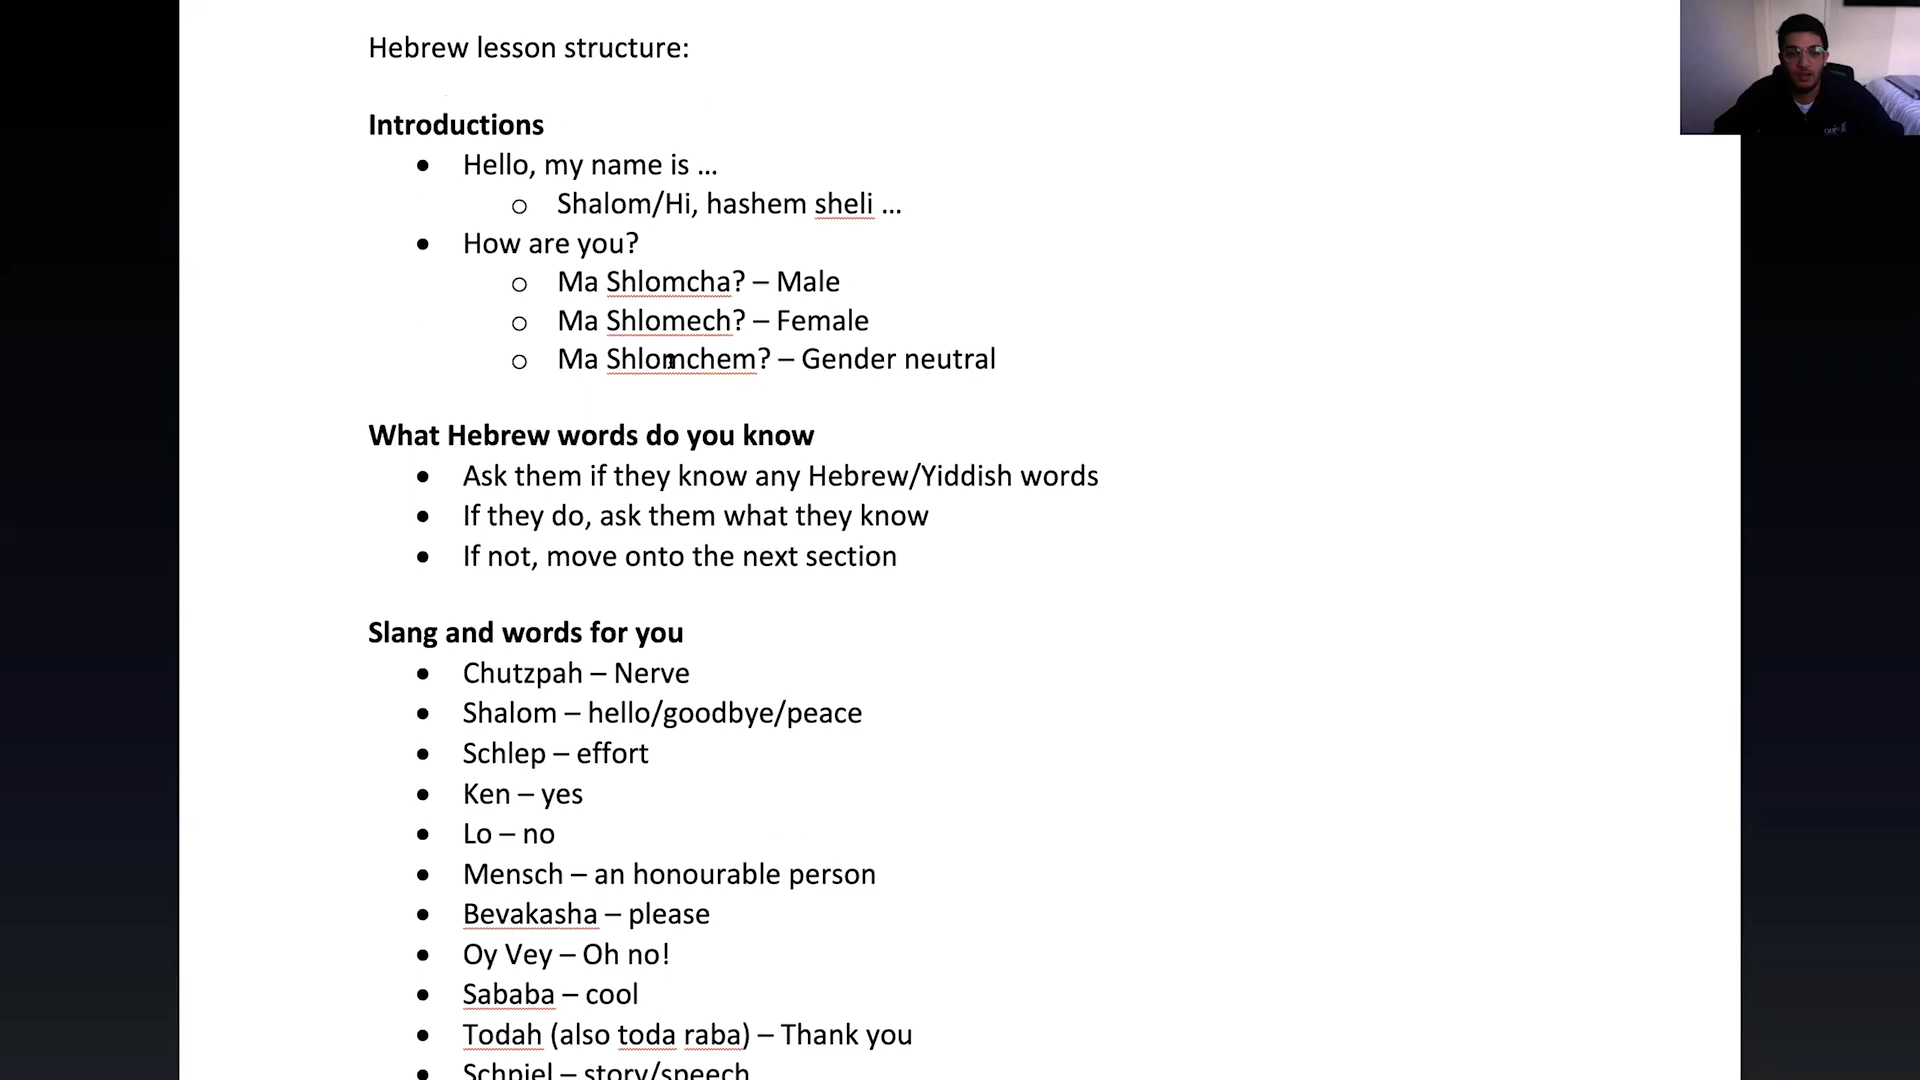 Hebrew lesson structure:
Introductions
• Hello, my name is ...
o Shalom/Hi, hashem sheli ...
• How are you?
o Ma Shlomcha? – Male
o Ma Shlomech? – Female
o Ma Shlomchem? – Gender neutral
What Hebrew words do you know
• Ask them if they know any Hebrew/Yiddish words
• If they do, ask them what they know
• If not, move onto the next section
Slang and words for you
• Chutzpah – Nerve
• Shalom – hello/goodbye/peace
• Schlep – effort
• Ken – yes
• Lo – no
• Mensch – an honourable person
• Bevakasha – please
• Oy Vey – Oh no!
• Sababa – cool
• Todah (also toda raba) – Thank you
• Schpiel – story/speech